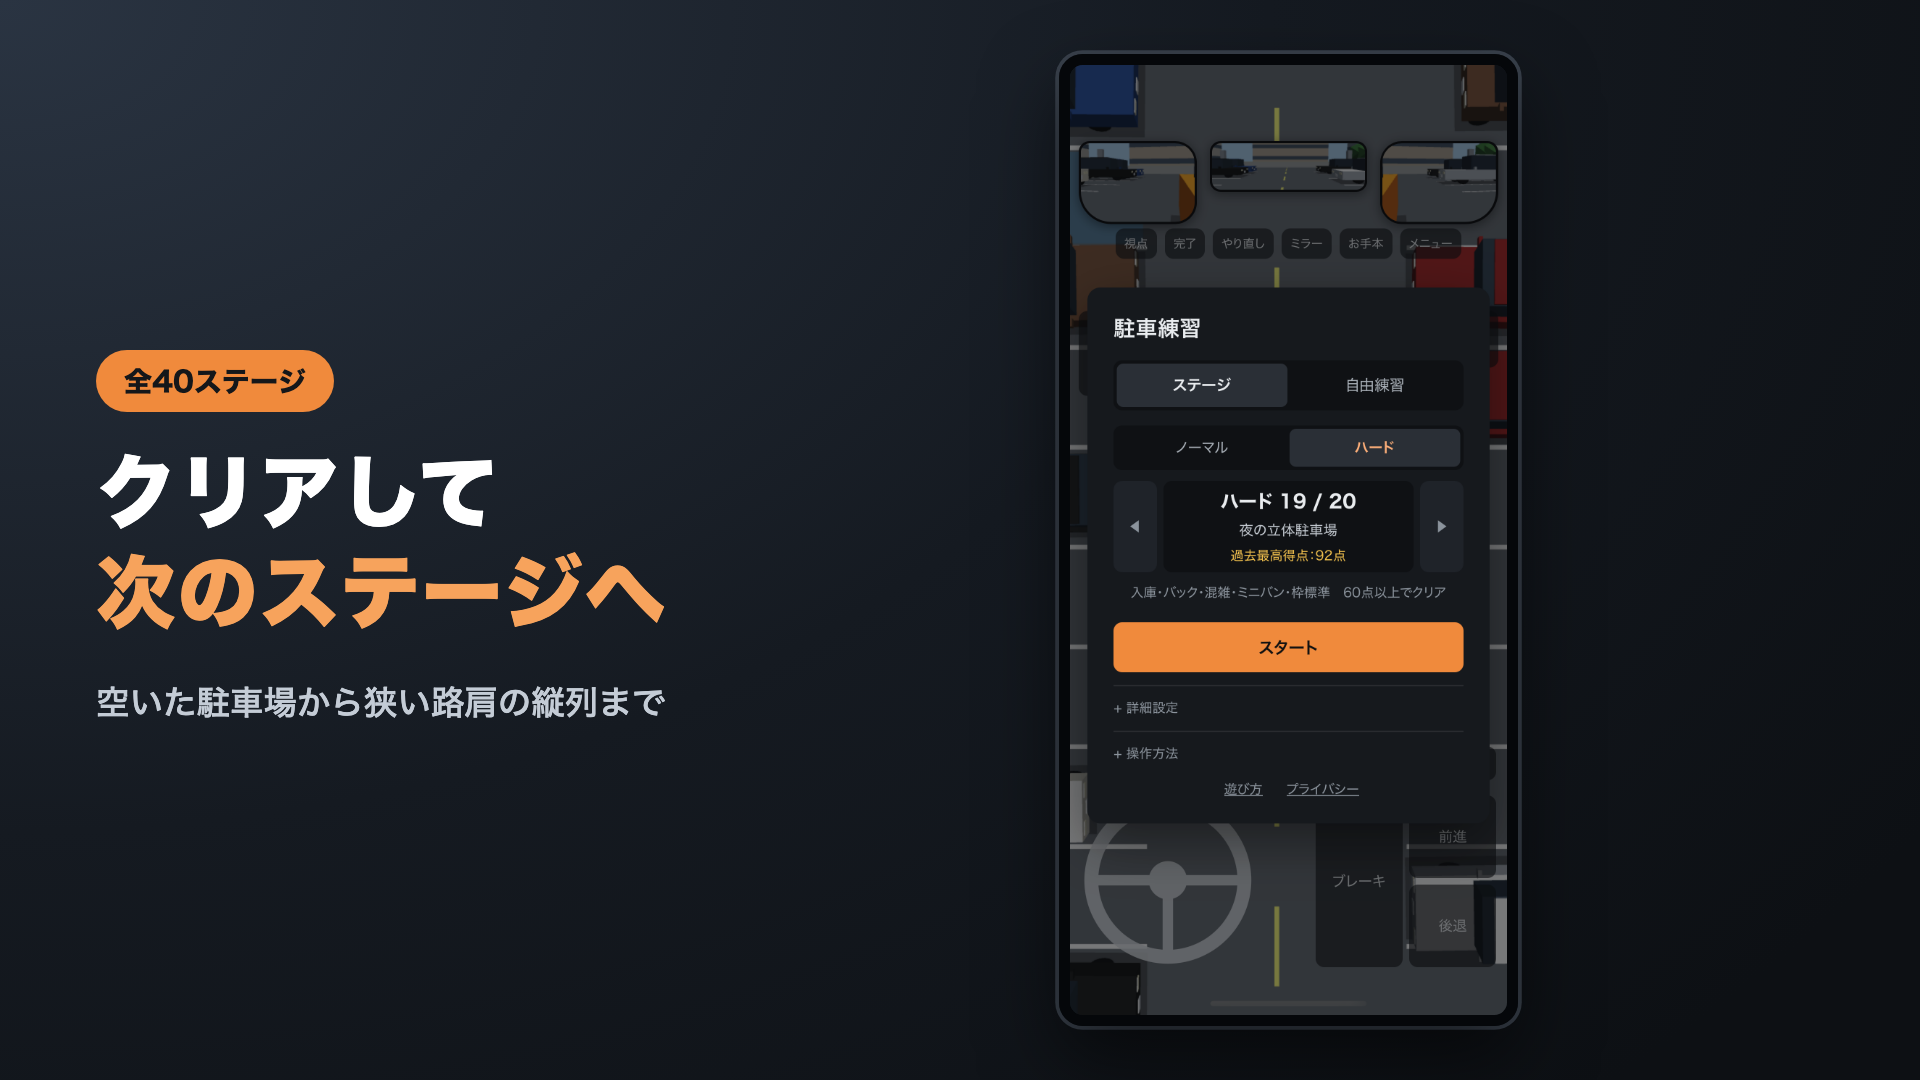 全40ステージ
クリアして
次のステージへ
空いた駐車場から狭い路肩の縦列まで
視点 完了 やり直し ミラー お手本 メニュー
駐車練習
ステージ 自由練習
ノーマル ハード
◀ ハード 19 / 20 ▶
夜の立体駐車場
過去最高得点：92点
入庫・バック・混雑・ミニバン・枠標準　60点以上でクリア
スタート
+ 詳細設定
+ 操作方法
遊び方 プライバシー
前進
ブレーキ
後退